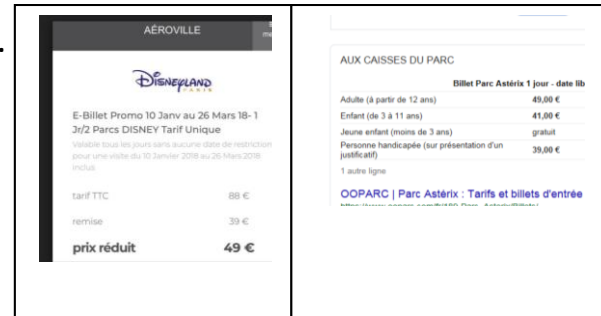 AÉROVILLE
Disneyland
PARIS
E-Billet Promo 10 Janv au 26 Mars 18- 1
Jr/2 Parcs DISNEY Tarif Unique
Valable tous les jours sans aucune date de restriction
pour une visite du 10 Janvier 2018 au 26 Mars 2018
inclus
tarif TTC 88 €
remise 39 €
prix réduit 49 €
AUX CAISSES DU PARC
Billet Parc Astérix 1 jour - date lib
Adulte (à partir de 12 ans) 49,00 €
Enfant (de 3 à 11 ans) 41,00 €
Jeune enfant (moins de 3 ans) gratuit
Personne handicapée (sur présentation d'un
justificatif) 39,00 €
1 autre ligne
OOPARC | Parc Astérix : Tarifs et billets d'entrée